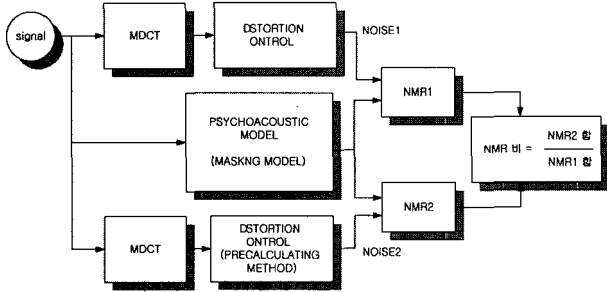 signal
MDCT
DSTORTION
ONTROL
NOISE1
PSYCHOACOUSTIC
MODEL
(MASKNG MODEL)
NMR1
NMR 비 = NMR2 합
NMR1 합
NMR2
MDCT
DSTORTION
ONTROL
(PRECALCULATING
METHOD)
NOISE2